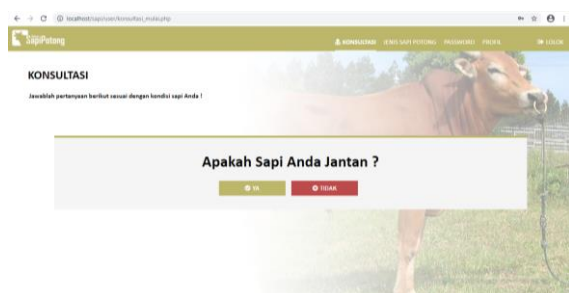 localhost/sapi/user/konsultasi_mulai.php
SapiPotong
KONSULTASI JENIS SAPI POTONG PASSWORD PROFIL LOGOUT
KONSULTASI
Jawablah pertanyaan berikut sesuai dengan kondisi sapi Anda !
Apakah Sapi Anda Jantan ?
YA TIDAK